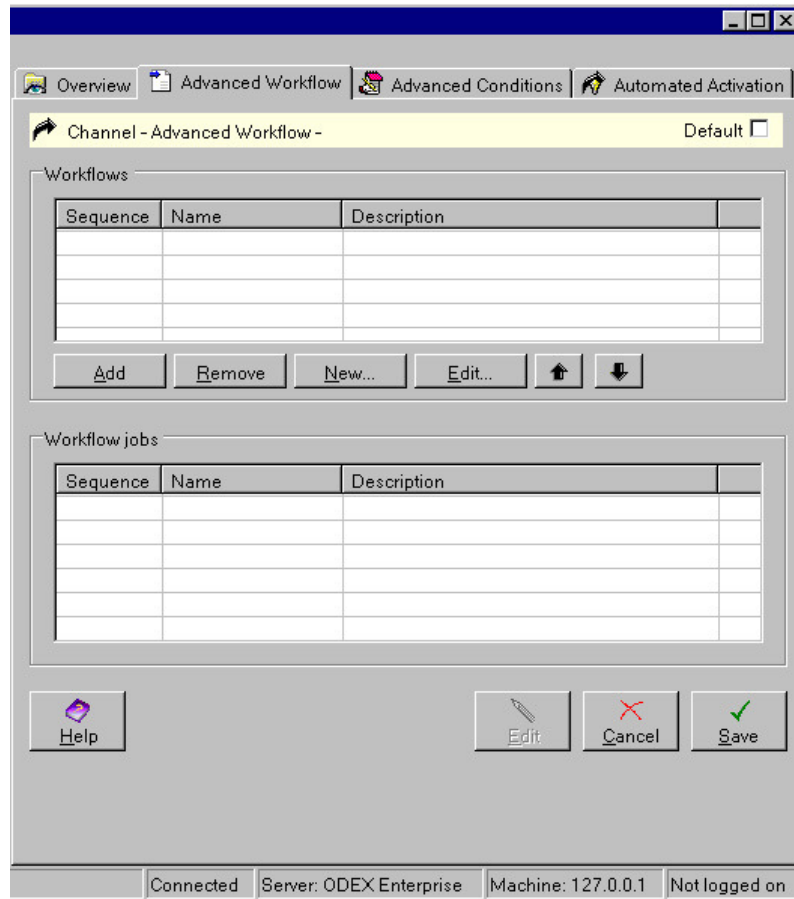 Overview Advanced Workflow Advanced Conditions Automated Activation
Channel - Advanced Workflow - Default
Workflows
Sequence Name Description
Add Remove New... Edit...
Workflow jobs
Sequence Name Description
Help Edit Cancel Save
Connected Server: ODEX Enterprise Machine: 127.0.0.1 Not logged on